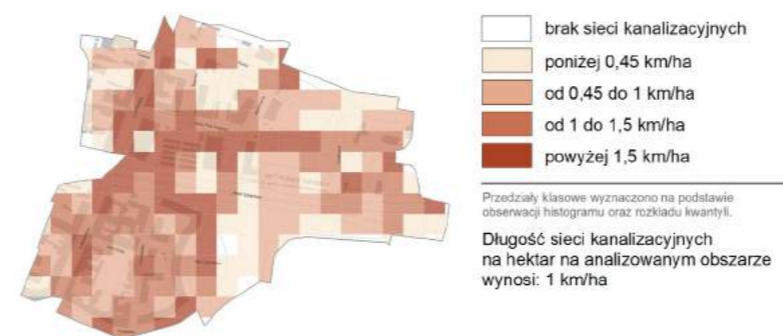 brak sieci kanalizacyjnych
poniżej 0,45 km/ha
od 0,45 do 1 km/ha
od 1 do 1,5 km/ha
powyżej 1,5 km/ha
Przedziały klasowe wyznaczono na podstawie
obserwacji histogramu oraz rozkładu kwantyli.
Długość sieci kanalizacyjnych
na hektar na analizowanym obszarze
wynosi: 1 km/ha